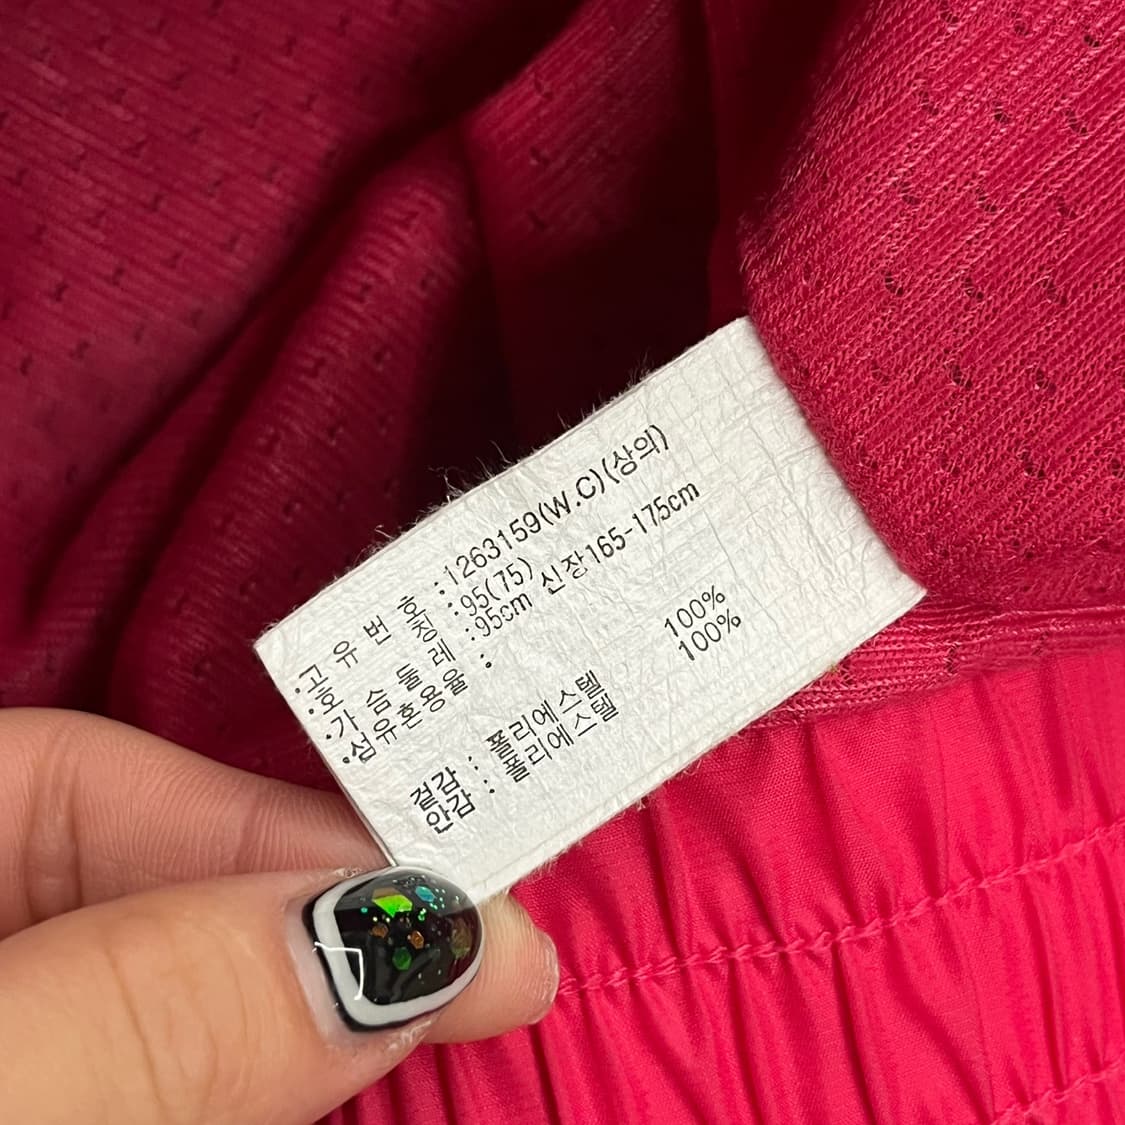 ·고유번호:1263159(W.C)(상의)
·호칭:95(75)
·가슴둘레:95cm 신장165-175cm
·섬유혼용율:
겉감:폴리에스텔 100%
안감:폴리에스텔 100%